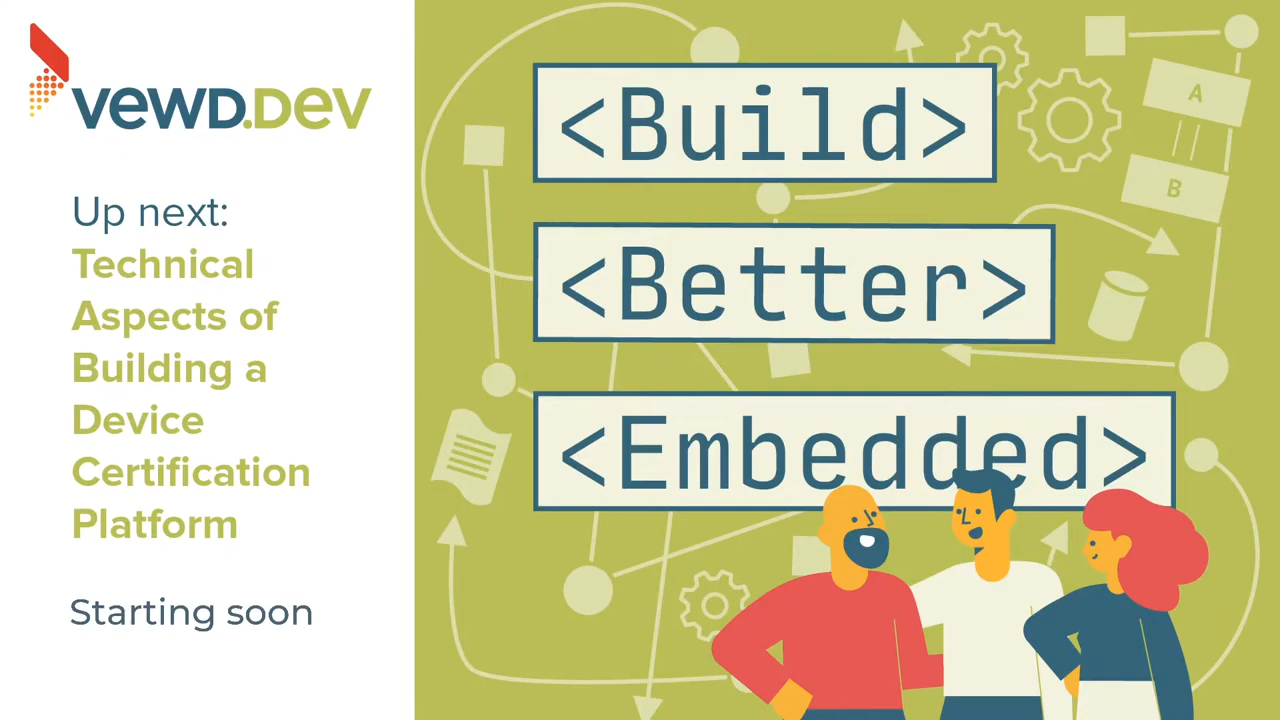 vewd.dev
Up next:
Technical
Aspects of
Building a
Device
Certification
Platform
Starting soon
<Build>
<Better>
<Embedded>
A
B